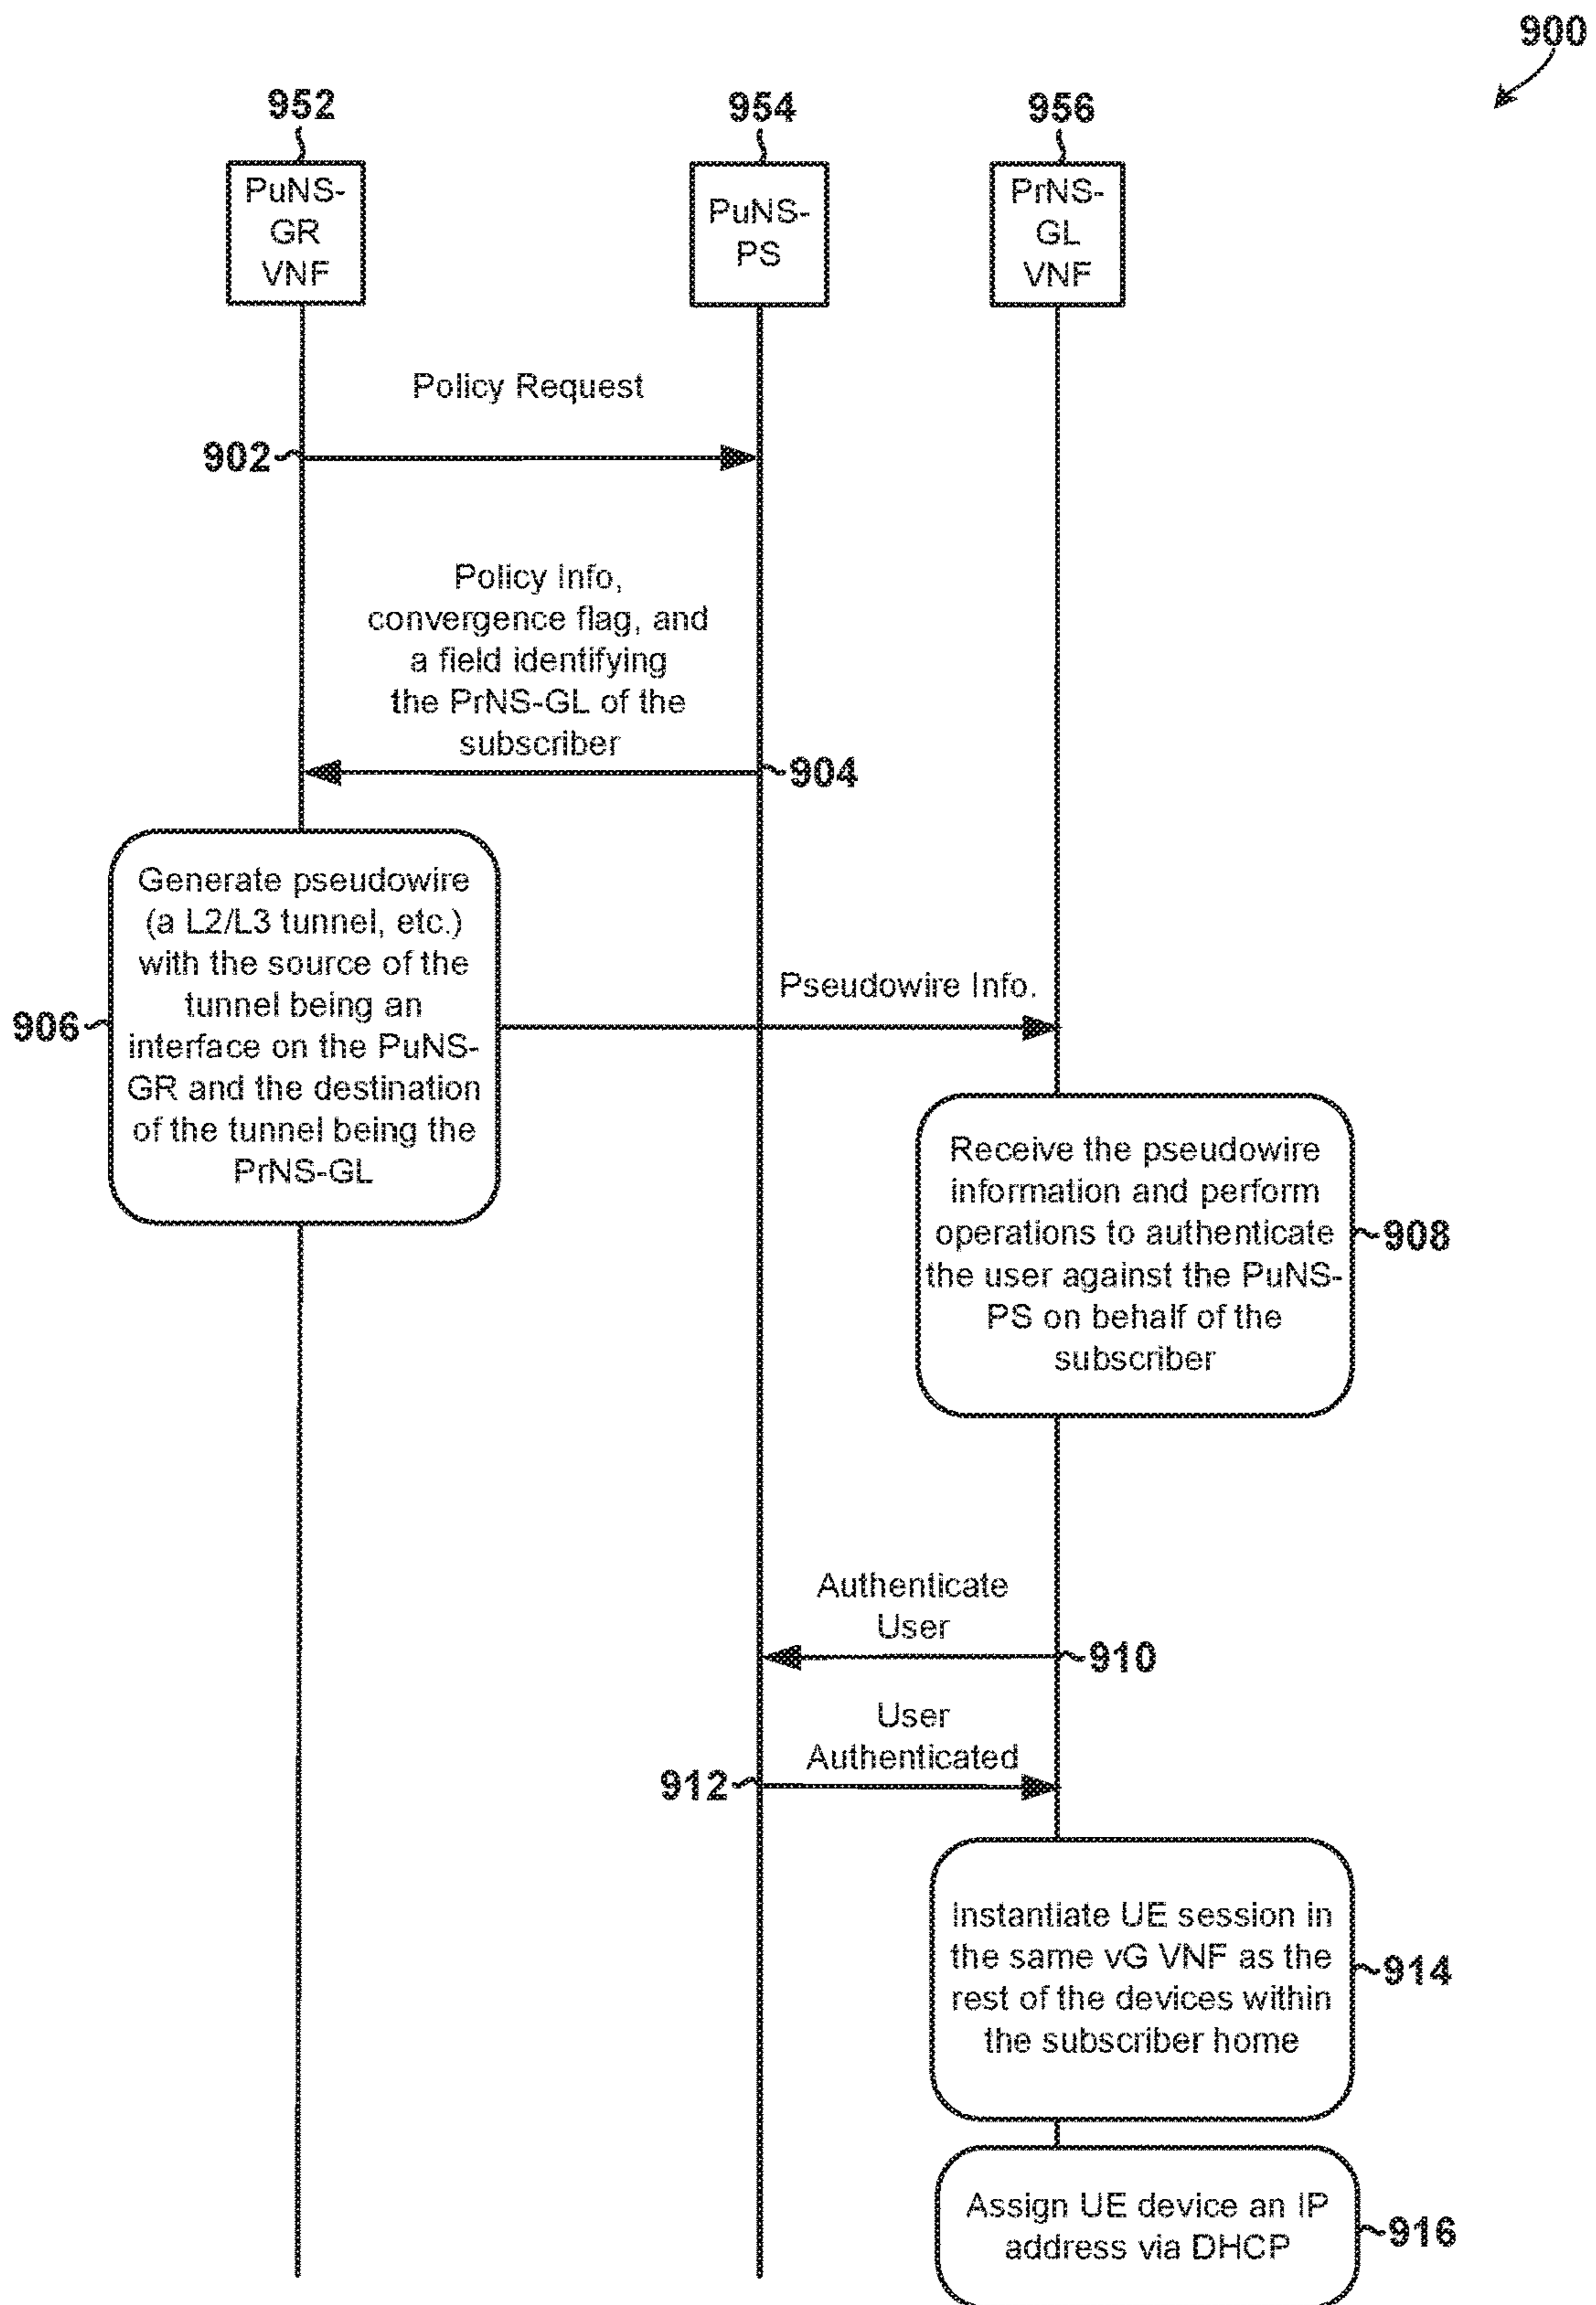 900
952
954
956
PuNS-
GR
VNF
PuNS-
PS
PrNS-
GL
VNF
Policy Request
902
Policy Info,
convergence flag, and
a field identifying
the PrNS-GL of the
subscriber
904
Generate pseudowire
(a L2/L3 tunnel, etc.)
with the source of the
tunnel being an
interface on the PuNS-
GR and the destination
of the tunnel being the
PrNS-GL
906
Pseudowire Info.
Receive the pseudowire
information and perform
operations to authenticate
the user against the PuNS-
PS on behalf of the
subscriber
908
Authenticate
User
910
User
Authenticated
912
Instantiate UE session in
the same vG VNF as the
rest of the devices within
the subscriber home
914
Assign UE device an IP
address via DHCP
916